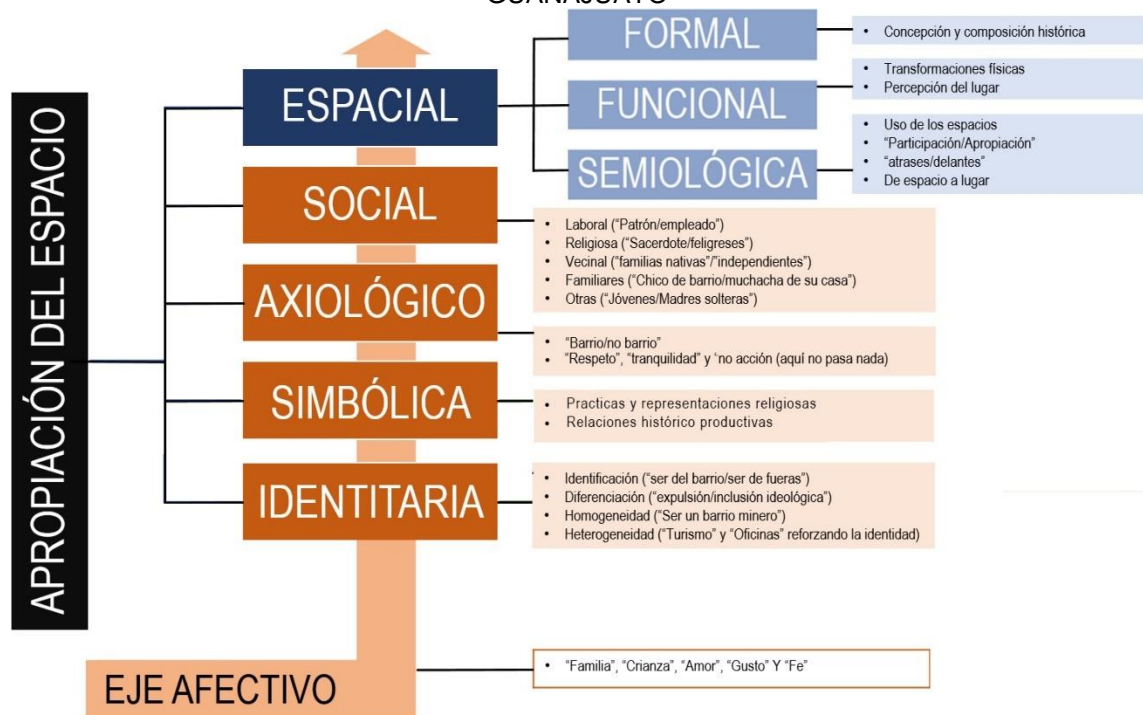 GUANAJUATO
APROPIACIÓN DEL ESPACIO
ESPACIAL
FORMAL
• Concepción y composición histórica
FUNCIONAL
• Transformaciones físicas
• Percepción del lugar
SEMIOLÓGICA
• Uso de los espacios
• “Participación/Apropiación”
• “atrases/delantes”
• De espacio a lugar
SOCIAL
• Laboral (“Patrón/empleado”)
• Religiosa (“Sacerdote/feligreses”)
• Vecinal (“familias nativas”/”independientes”)
• Familiares (“Chico de barrio/muchacha de su casa”)
• Otras (“Jóvenes/Madres solteras”)
AXIOLÓGICO
• “Barrio/no barrio”
• “Respeto”, “tranquilidad” y ‘no acción (aquí no pasa nada)
SIMBÓLICA
• Practicas y representaciones religiosas
• Relaciones histórico productivas
IDENTITARIA
• Identificación (“ser del barrio/ser de fueras”)
• Diferenciación (“expulsión/inclusión ideológica”)
• Homogeneidad (“Ser un barrio minero”)
• Heterogeneidad (“Turismo” y “Oficinas” reforzando la identidad)
EJE AFECTIVO
• “Familia”, “Crianza”, “Amor”, “Gusto” Y “Fe”